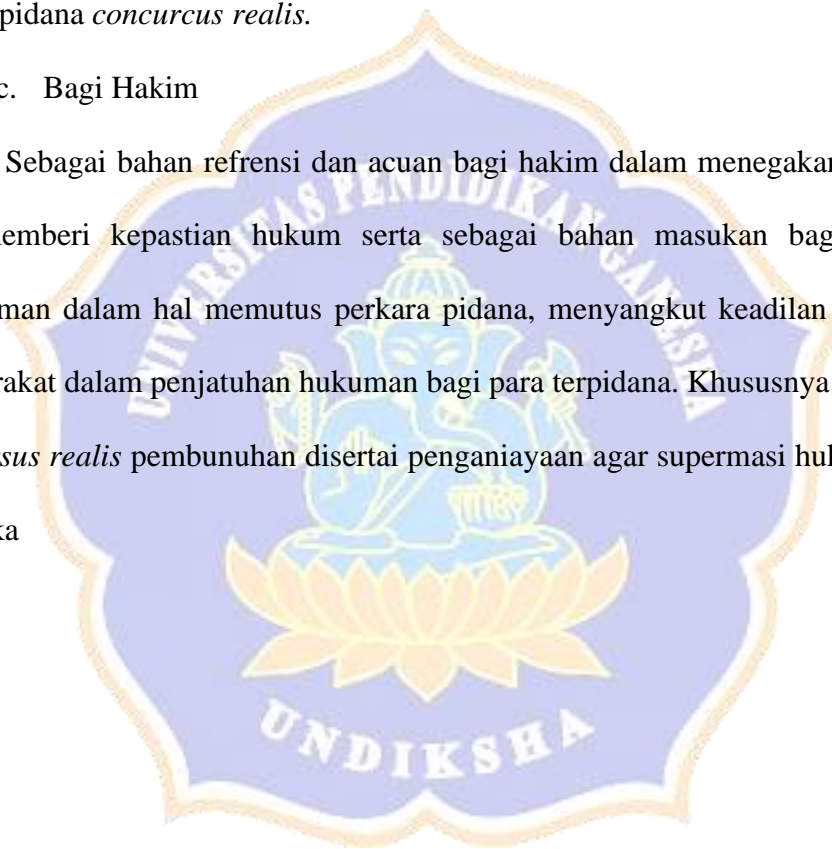 pidana concurcus realis.
c. Bagi Hakim
Sebagai bahan refrensi dan acuan bagi hakim dalam menegakan
emberi kepastian hukum serta sebagai bahan masukan bag
man dalam hal memutus perkara pidana, menyangkut keadilan
rakat dalam penjatuhan hukuman bagi para terpidana. Khususnya
sus realis pembunuhan disertai penganiayaan agar supermasi hu
ka
UNIVERSITAS PENDIDIKAN GANESHA
UNDIKSHA